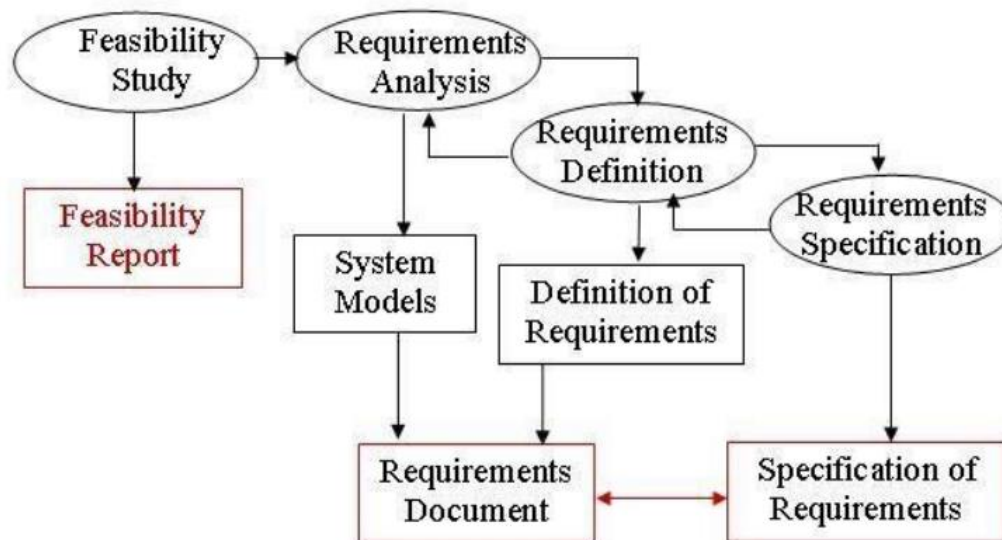 Feasibility
Study
Requirements
Analysis
Requirements
Definition
Requirements
Specification
Feasibility
Report
System
Models
Definition of
Requirements
Requirements
Document
Specification of
Requirements